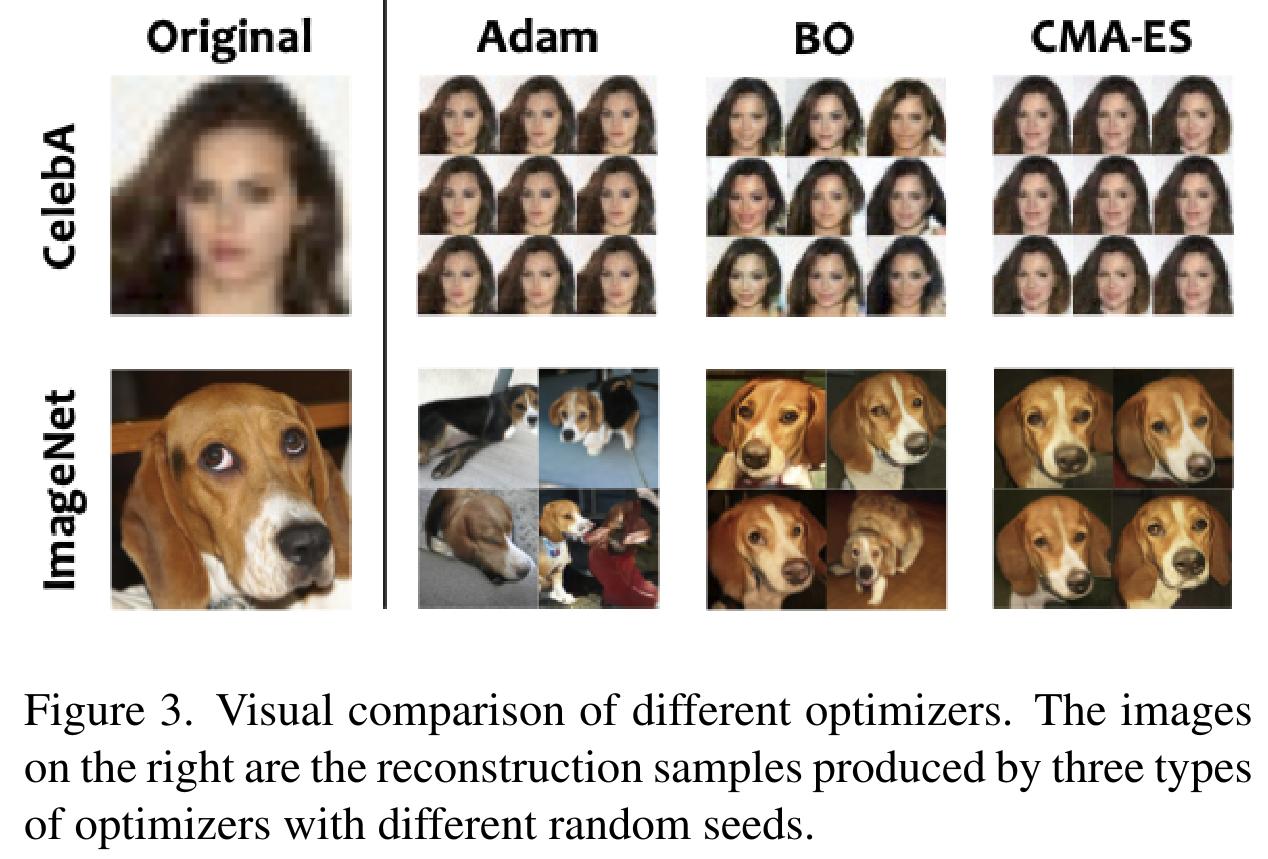 Original Adam BO CMA-ES
CelebA
ImageNet
Figure 3. Visual comparison of different optimizers. The images
on the right are the reconstruction samples produced by three types
of optimizers with different random seeds.